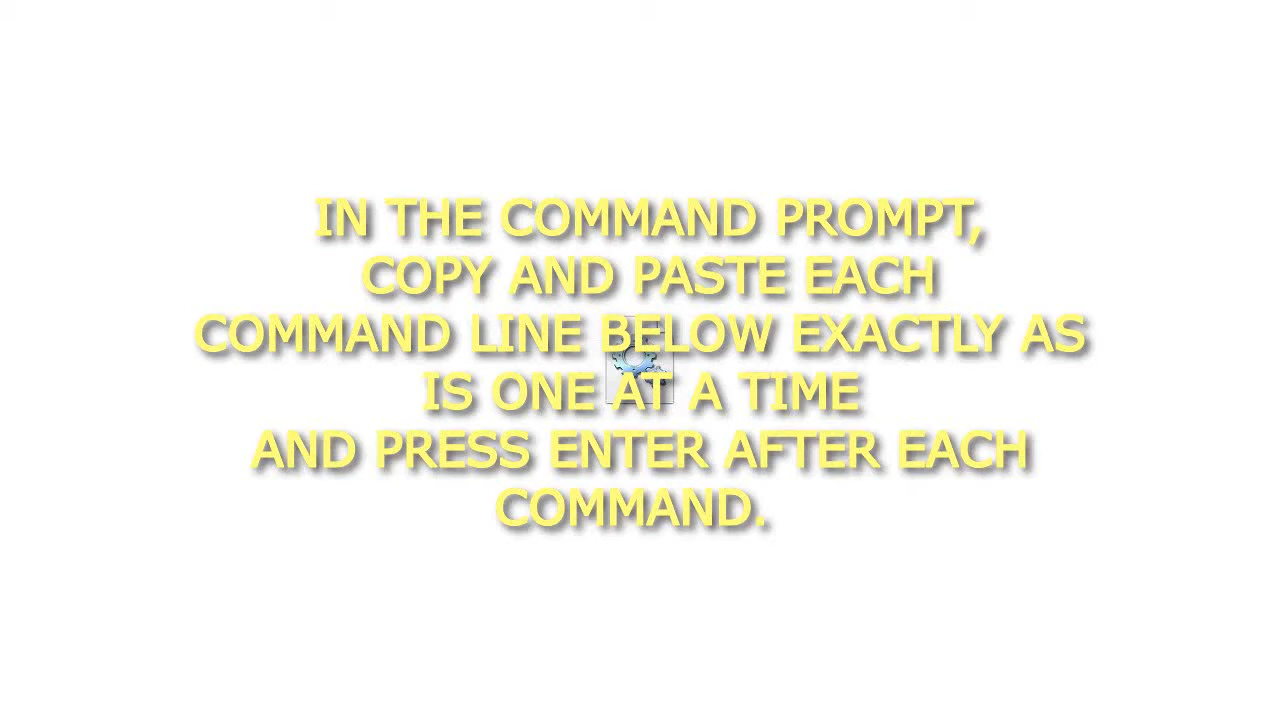 IN THE COMMAND PROMPT,
COPY AND PASTE EACH
COMMAND LINE BELOW EXACTLY AS
IS ONE AT A TIME
AND PRESS ENTER AFTER EACH
COMMAND.